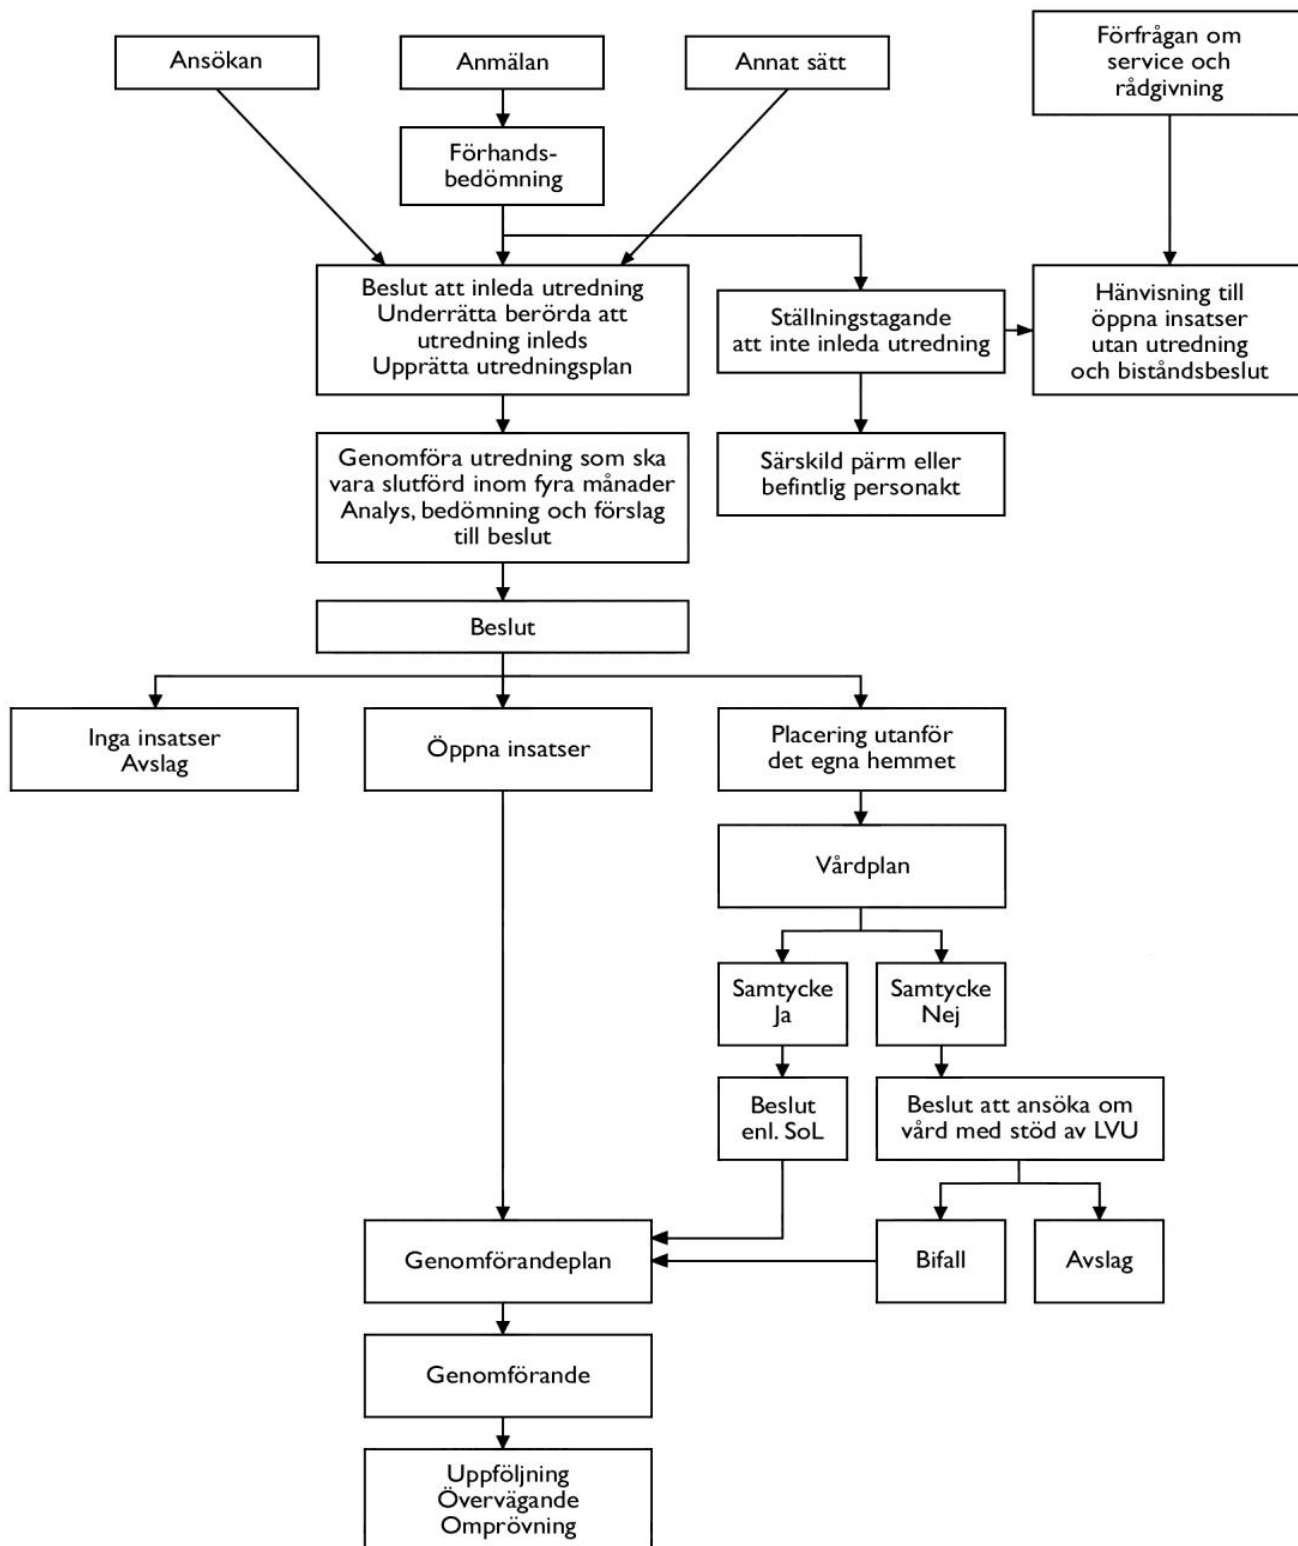 Ansökan
Anmälan
Annat sätt
Förfrågan om
service och
rådgivning
Förhands-
bedömning
Beslut att inleda utredning
Underrätta berörda att
utredning inleds
Upprätta utredningsplan
Ställningstagande
att inte inleda utredning
Hänvisning till
öppna insatser
utan utredning
och biståndsbeslut
Genomföra utredning som ska
vara slutförd inom fyra månader
Analys, bedömning och förslag
till beslut
Särskild pärm eller
befintlig personakt
Beslut
Inga insatser
Avslag
Öppna insatser
Placering utanför
det egna hemmet
Vårdplan
Samtycke
Ja
Samtycke
Nej
Beslut
enl. SoL
Beslut att ansöka om
vård med stöd av LVU
Genomförandeplan
Bifall
Avslag
Genomförande
Uppföljning
Övervägande
Omprövning